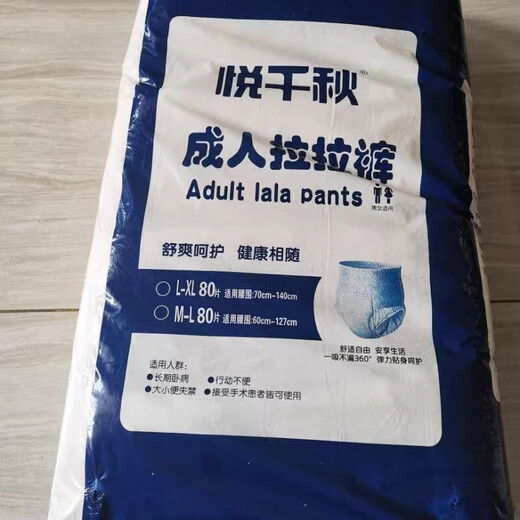 悦千秋®
成人拉拉裤
Adult lala pants
男女适用
舒爽呵护 健康相随
L-XL 80片 适用腰围:70cm-140cm
M-L 80片 适用腰围:60cm-127cm
舒适自由 安享生活
一吸不漏360° 弹力贴身呵护
适用人群:
●长期卧病 ●行动不便
●大小便失禁 ●接受手术患者皆可使用